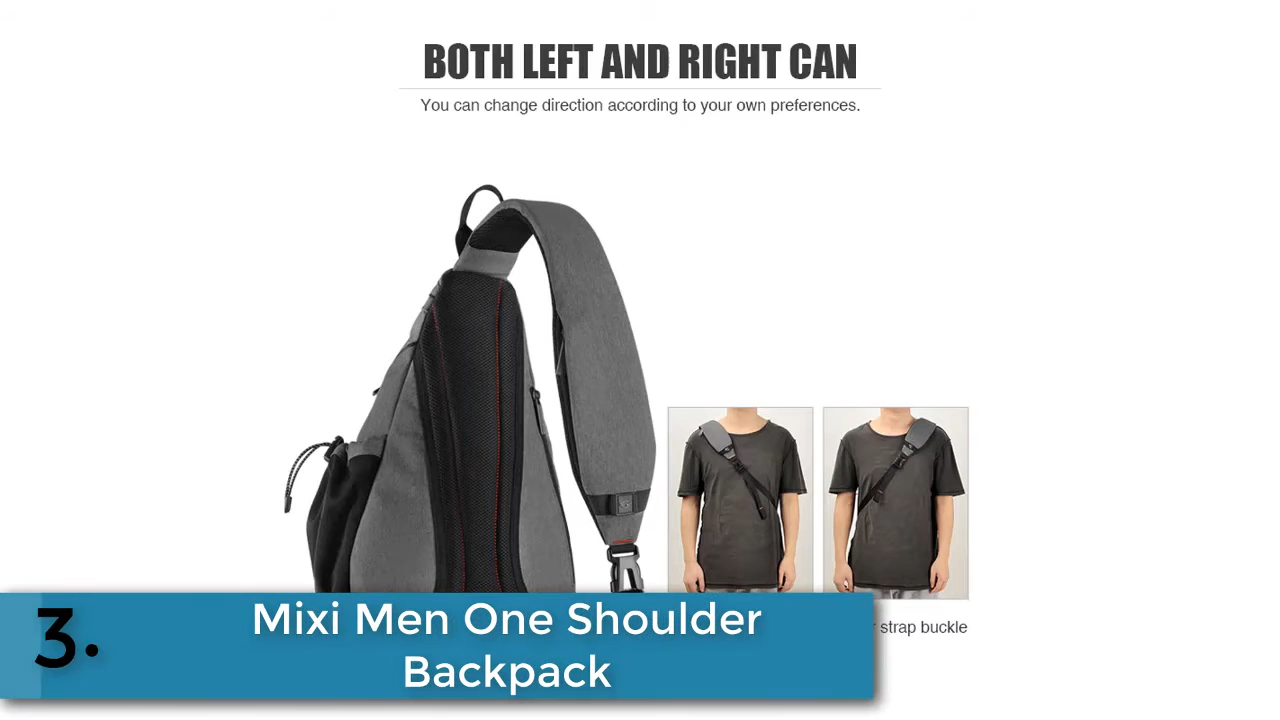 BOTH LEFT AND RIGHT CAN
You can change direction according to your own preferences.
strap buckle
3.
Mixi Men One Shoulder
Backpack